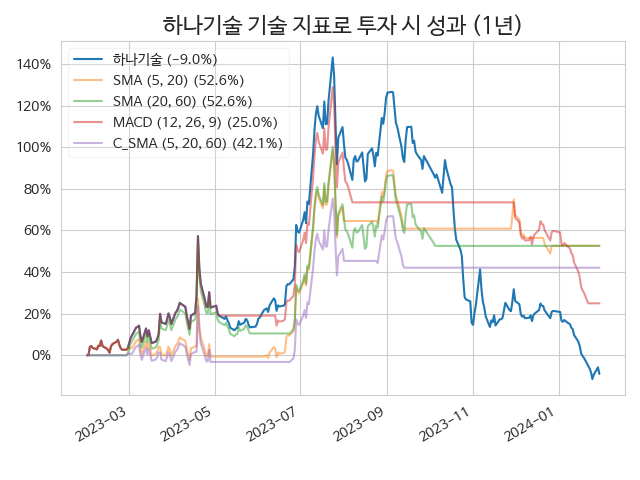 하나기술 기술 지표로 투자 시 성과 (1년)
하나기술 (−9.0%)
SMA (5, 20) (52.6%)
SMA (20, 60) (52.6%)
MACD (12, 26, 9) (25.0%)
C_SMA (5, 20, 60) (42.1%)
140%
120%
100%
80%
60%
40%
20%
0%
2023−03
2023−05
2023−07
2023−09
2023−11
2024−01